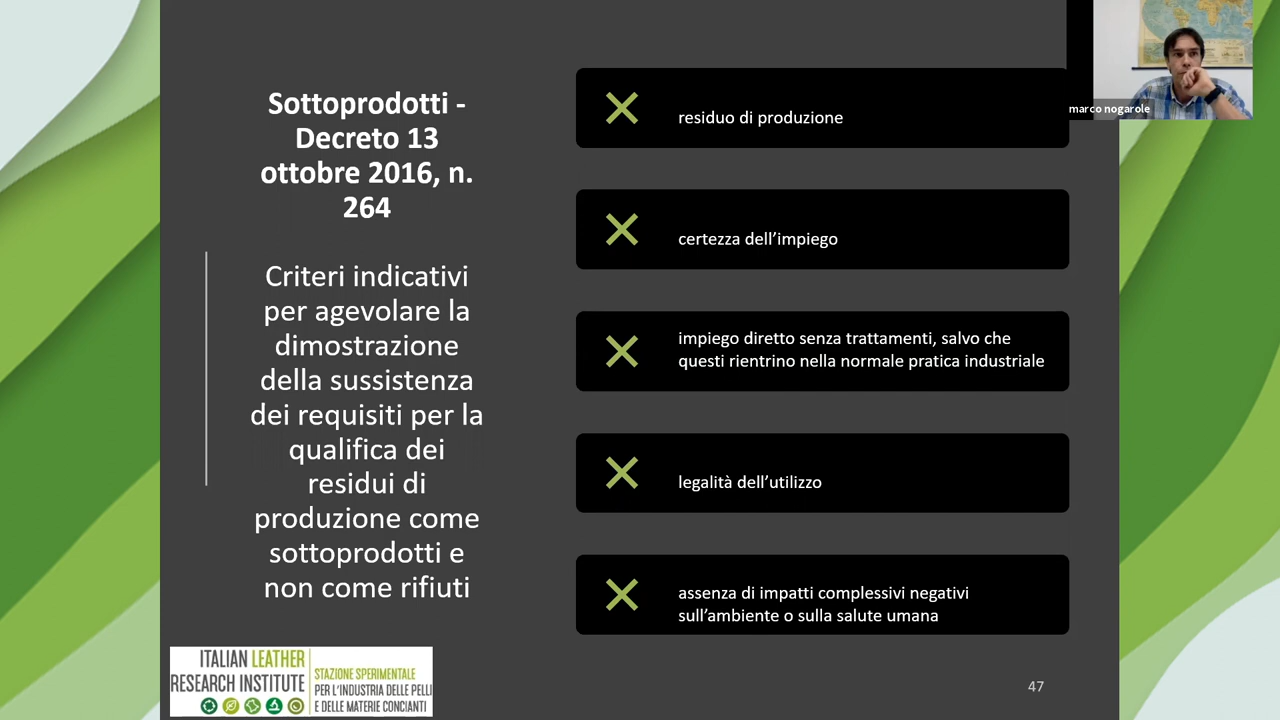 Sottoprodotti -
Decreto 13
ottobre 2016, n.
264
Criteri indicativi
per agevolare la
dimostrazione
della sussistenza
dei requisiti per la
qualifica dei
residui di
produzione come
sottoprodotti e
non come rifiuti
residuo di produzione
certezza dell’impiego
impiego diretto senza trattamenti, salvo che
questi rientrino nella normale pratica industriale
legalità dell’utilizzo
assenza di impatti complessivi negativi
sull’ambiente o sulla salute umana
marco nogarole
ITALIAN LEATHER
RESEARCH INSTITUTE
STAZIONE SPERIMENTALE
PER L’INDUSTRIA DELLE PELLI
E DELLE MATERIE CONCIANTI
47